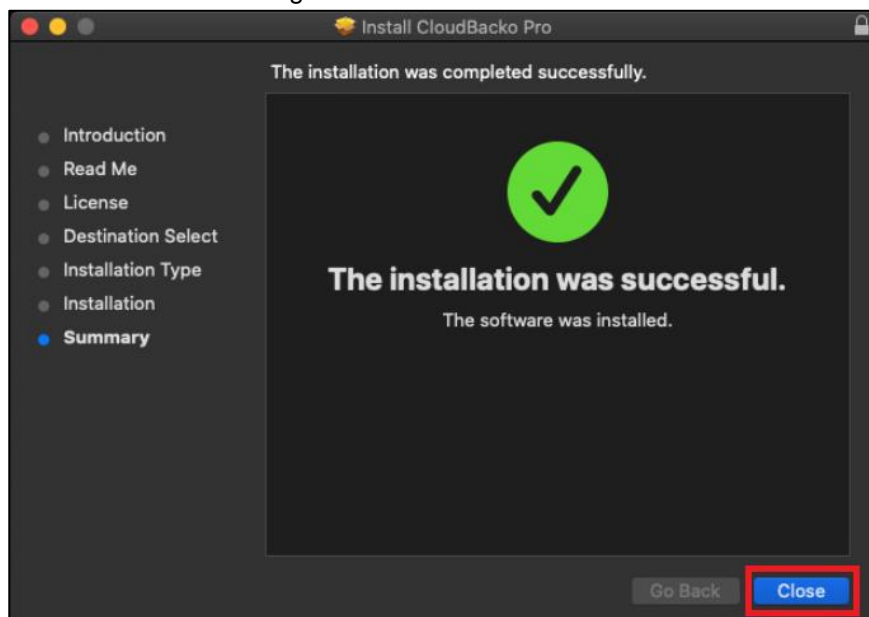 Install CloudBacko Pro
The installation was completed successfully.
Introduction
Read Me
License
Destination Select
Installation Type
Installation
Summary
The installation was successful.
The software was installed.
Go Back
Close